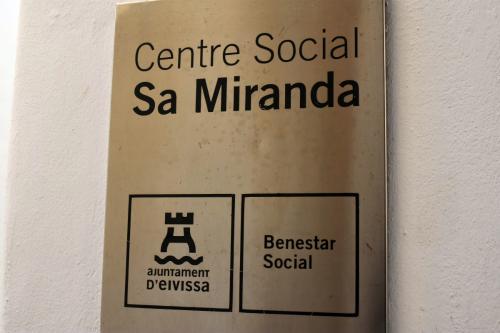 Centre Social
Sa Miranda
ajuntament
D'eivissa
Benestar
Social